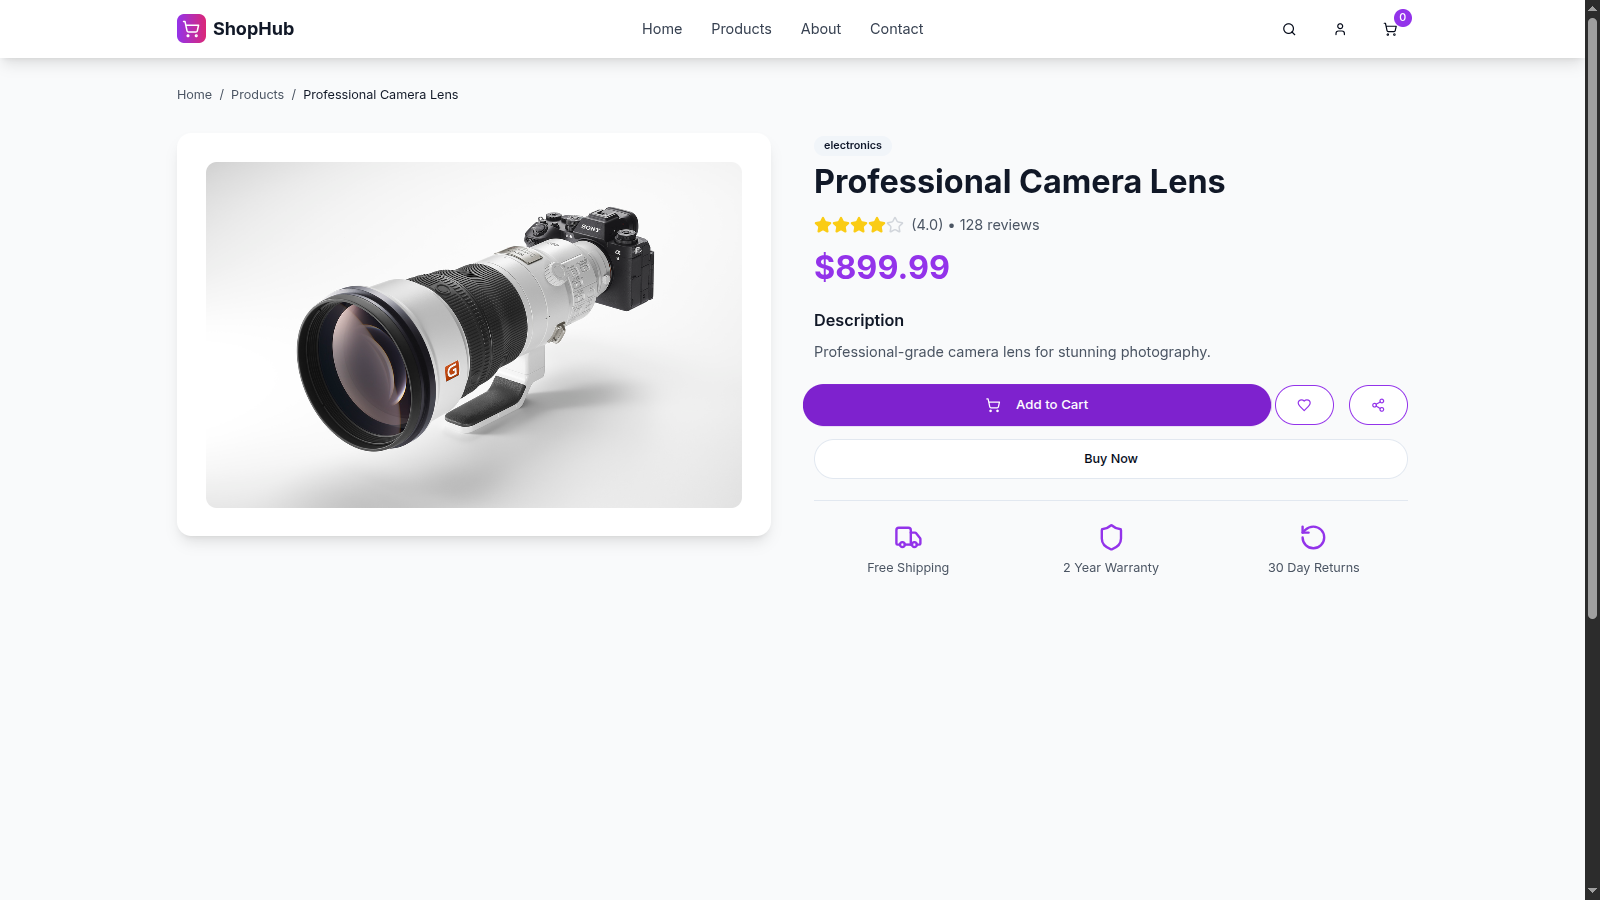 ShopHub
Home Products About Contact
0
Home / Products / Professional Camera Lens
electronics
Professional Camera Lens
(4.0) • 128 reviews
$899.99
Description
Professional-grade camera lens for stunning photography.
Add to Cart
Buy Now
Free Shipping
2 Year Warranty
30 Day Returns
SONY
G